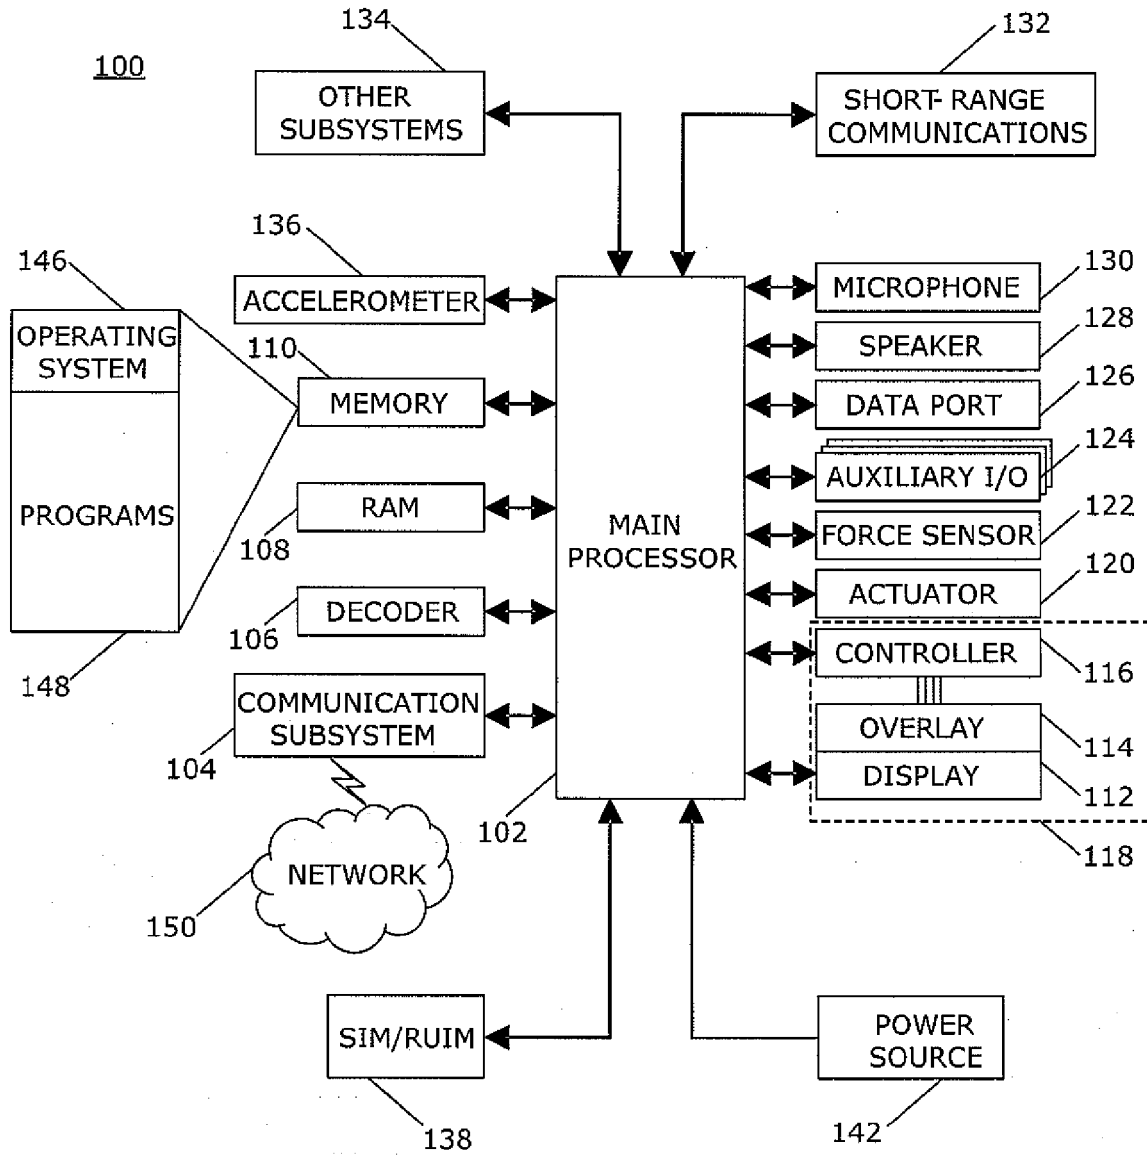 134
132
100
OTHER
SUBSYSTEMS
SHORT-RANGE
COMMUNICATIONS
136
146
ACCELEROMETER
MICROPHONE
130
OPERATING
SYSTEM
110
SPEAKER
128
MEMORY
DATA PORT
126
124
AUXILIARY I/O
PROGRAMS
RAM
108
MAIN
PROCESSOR
FORCE SENSOR
122
120
DECODER
106
ACTUATOR
148
CONTROLLER
116
COMMUNICATION
SUBSYSTEM
104
OVERLAY
114
DISPLAY
112
102
118
NETWORK
150
SIM/RUIM
POWER
SOURCE
138
142